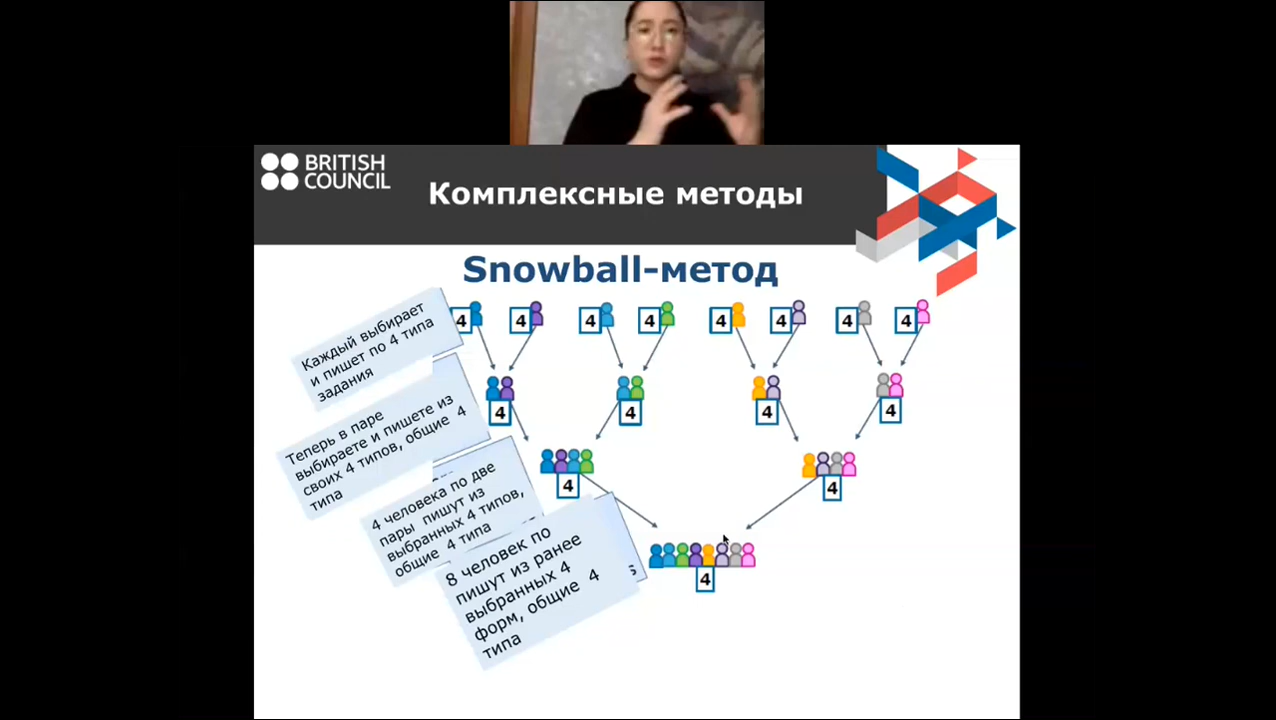 BRITISH
COUNCIL
Комплексные методы
Snowball-метод
4 4 4 4 4 4 4 4
Каждый выбирает
и пишет по 4 типа
задания
4 4 4 4
Теперь в паре
выбираете и пишете из
своих 4 типов, общие 4
типа
4 4
4 человека по две
пары пишут из
выбранных 4 типов,
общие 4 типа
8 человек по
пишут из ранее
выбранных 4
форм, общие 4
типа
4